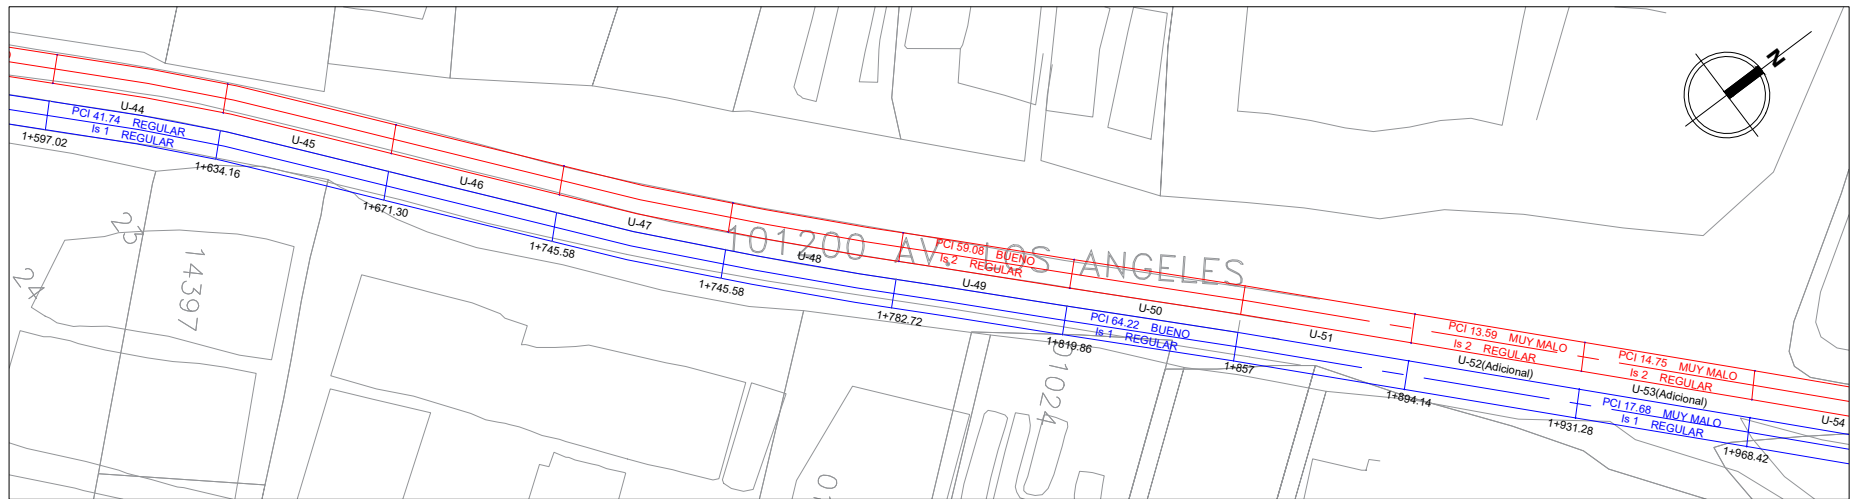 N
U-44
PCI 41.74 REGULAR
Is 1 REGULAR
1+597.02
U-45
1+634.16
U-46
1+671.30
U-47
1+745.58
101200 AV. LOS ANGELES
U-48
1+745.58
PCI 59.08 BUENO
Is 2 REGULAR
U-49
1+782.72
U-50
PCI 64.22 BUENO
Is 1 REGULAR
1+819.86
U-51
1+857
PCI 13.59 MUY MALO
Is 2 REGULAR
U-52(Adicional)
1+894.14
PCI 14.75 MUY MALO
Is 2 REGULAR
U-53(Adicional)
1+931.28
PCI 17.68 MUY MALO
Is 1 REGULAR
U-54
1+968.42
23
24
14397
01024